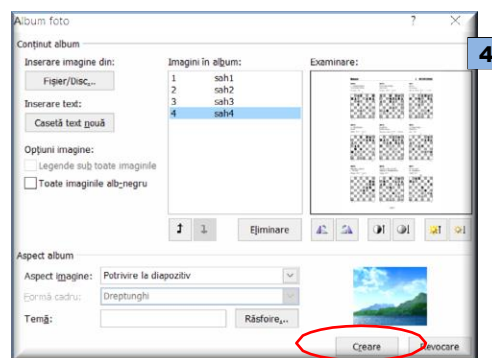 Album foto ? ×
4
Conținut album
Inserare imagine din:
Fișier/Disc...
Inserare text:
Casetă text nouă
Opțiuni imagine:
Legende sub toate imaginile
Toate imaginile alb-negru
Imagini în album:
1 sah1
2 sah2
3 sah3
4 sah4
Eliminare
Examinare:
Aspect album
Aspect imagine: Potrivire la diapozitiv
Formă cadru: Dreptunghi
Temă: Răsfoire...
Creare Revocare